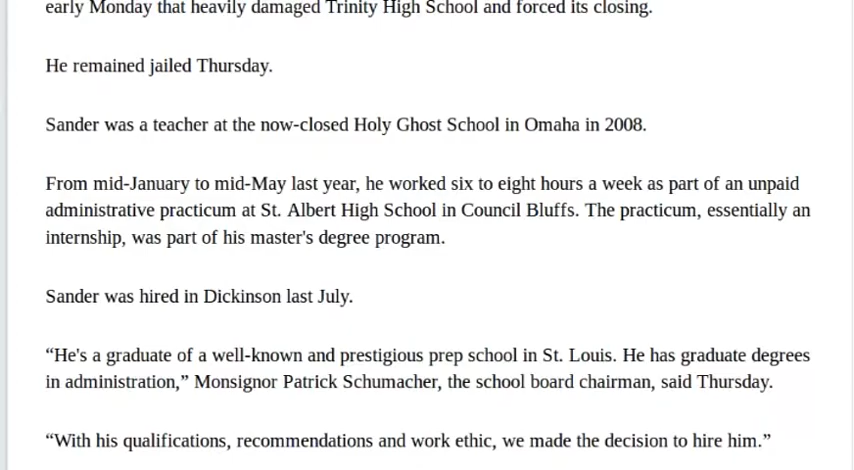 early Monday that heavily damaged Trinity High School and forced its closing.
He remained jailed Thursday.
Sander was a teacher at the now-closed Holy Ghost School in Omaha in 2008.
From mid-January to mid-May last year, he worked six to eight hours a week as part of an unpaid
administrative practicum at St. Albert High School in Council Bluffs. The practicum, essentially an
internship, was part of his master's degree program.
Sander was hired in Dickinson last July.
“He's a graduate of a well-known and prestigious prep school in St. Louis. He has graduate degrees
in administration,” Monsignor Patrick Schumacher, the school board chairman, said Thursday.
“With his qualifications, recommendations and work ethic, we made the decision to hire him.”